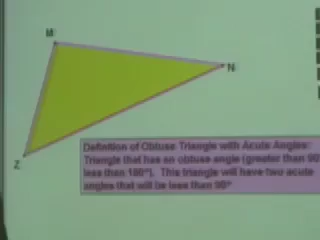 M
N
Z
Definition of Obtuse Triangle with Acute Angles:
Triangle that has an obtuse angle (greater than 90
less than 180°). This triangle will have two acute
angles that will be less than 90°